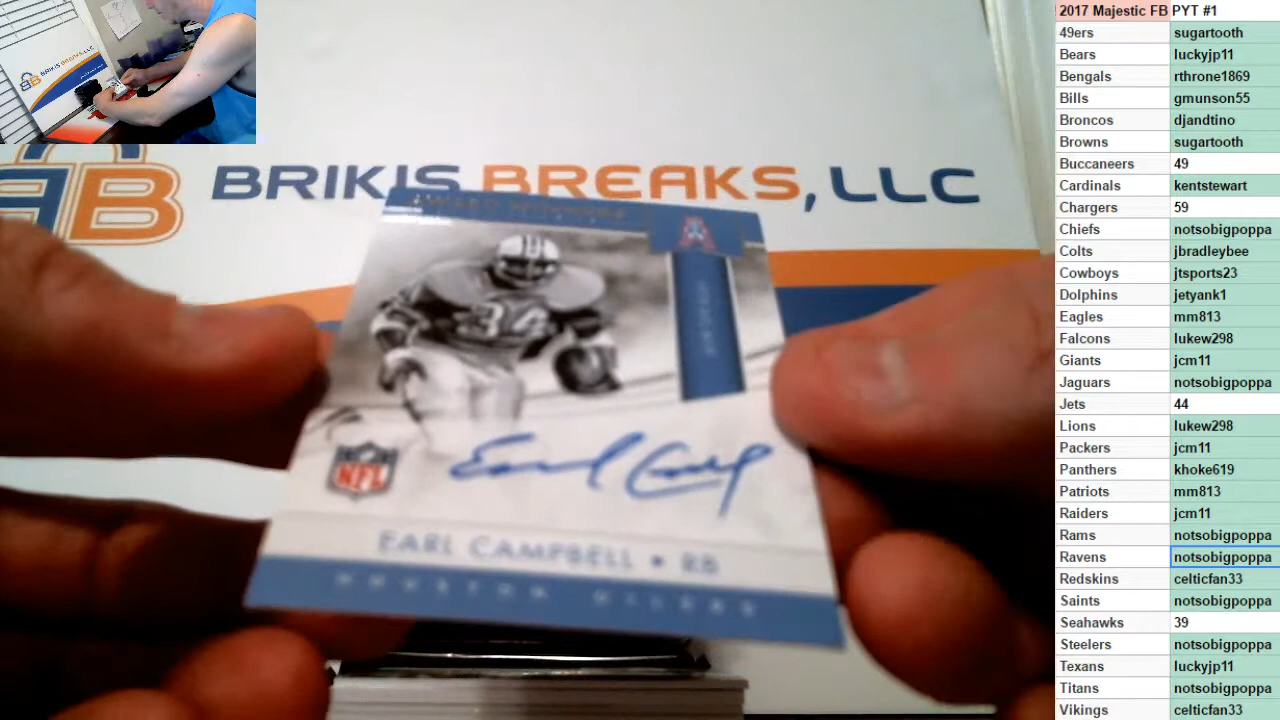 BRIKIS BREAKS, LLC
BRIKIS BREAKS, LLC
34
NFL
EARL CAMPBELL • RB
HOUSTON OILERS
2017 Majestic FB PYT #1
49ers sugartooth
Bears luckyjp11
Bengals rthrone1869
Bills gmunson55
Broncos djandtino
Browns sugartooth
Buccaneers 49
Cardinals kentstewart
Chargers 59
Chiefs notsobigpoppa
Colts jbradleybee
Cowboys jtsports23
Dolphins jetyank1
Eagles mm813
Falcons lukew298
Giants jcm11
Jaguars notsobigpoppa
Jets 44
Lions lukew298
Packers jcm11
Panthers khoke619
Patriots mm813
Raiders jcm11
Rams notsobigpoppa
Ravens notsobigpoppa
Redskins celticfan33
Saints notsobigpoppa
Seahawks 39
Steelers notsobigpoppa
Texans luckyjp11
Titans notsobigpoppa
Vikings celticfan33